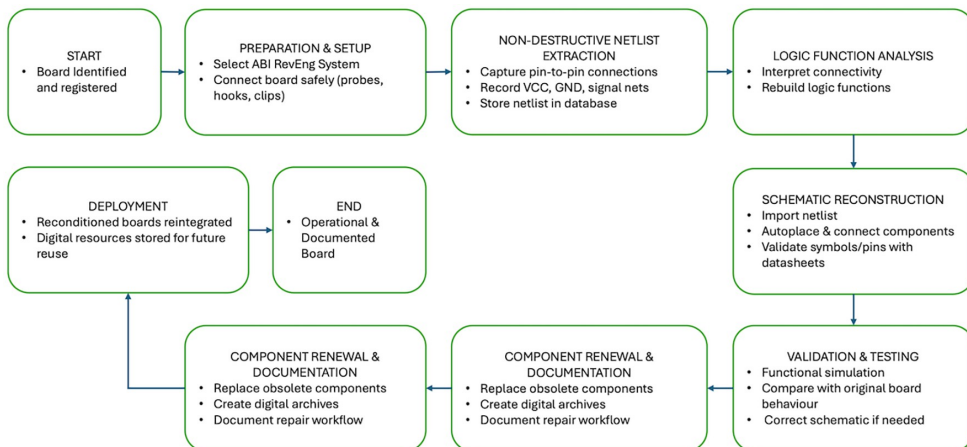 START
• Board Identified
and registered
PREPARATION & SETUP
• Select ABI RevEng System
• Connect board safely (probes,
hooks, clips)
NON-DESTRUCTIVE NETLIST
EXTRACTION
• Capture pin-to-pin connections
• Record VCC, GND, signal nets
• Store netlist in database
LOGIC FUNCTION ANALYSIS
• Interpret connectivity
• Rebuild logic functions
SCHEMATIC RECONSTRUCTION
• Import netlist
• Autoplace & connect components
• Validate symbols/pins with
datasheets
VALIDATION & TESTING
• Functional simulation
• Compare with original board
behaviour
• Correct schematic if needed
COMPONENT RENEWAL &
DOCUMENTATION
• Replace obsolete components
• Create digital archives
• Document repair workflow
COMPONENT RENEWAL &
DOCUMENTATION
• Replace obsolete components
• Create digital archives
• Document repair workflow
DEPLOYMENT
• Reconditioned boards reintegrated
• Digital resources stored for future
reuse
END
• Operational &
Documented
Board